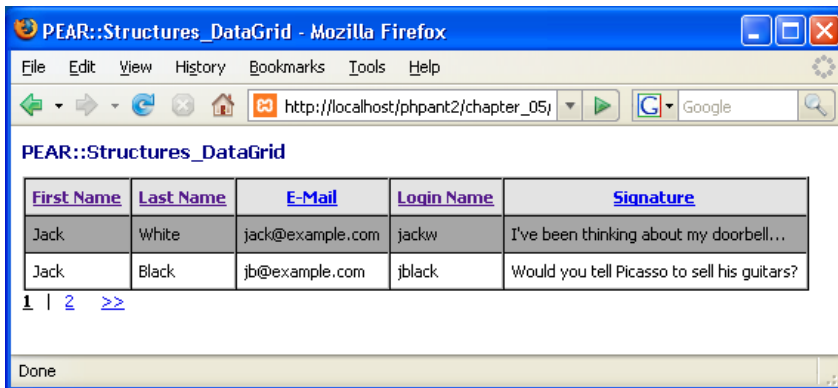 PEAR::Structures_DataGrid - Mozilla Firefox
File Edit View History Bookmarks Tools Help
http://localhost/phpant2/chapter_05/ G Google
PEAR::Structures_DataGrid
First Name Last Name E-Mail Login Name Signature
Jack White jack@example.com jackw I've been thinking about my doorbell...
Jack Black jb@example.com jblack Would you tell Picasso to sell his guitars?
1 | 2 >>
Done